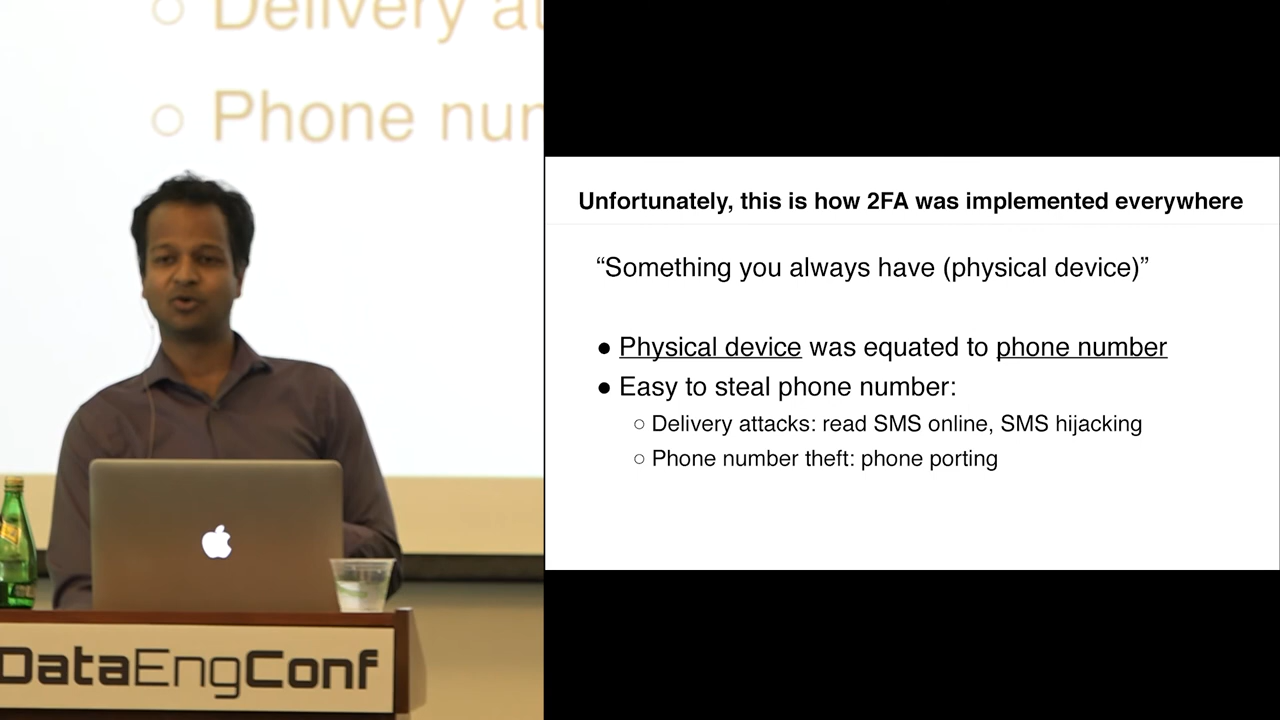 ○ Delivery at
○ Phone nur
DataEngConf
Unfortunately, this is how 2FA was implemented everywhere
“Something you always have (physical device)”
● Physical device was equated to phone number
● Easy to steal phone number:
○ Delivery attacks: read SMS online, SMS hijacking
○ Phone number theft: phone porting